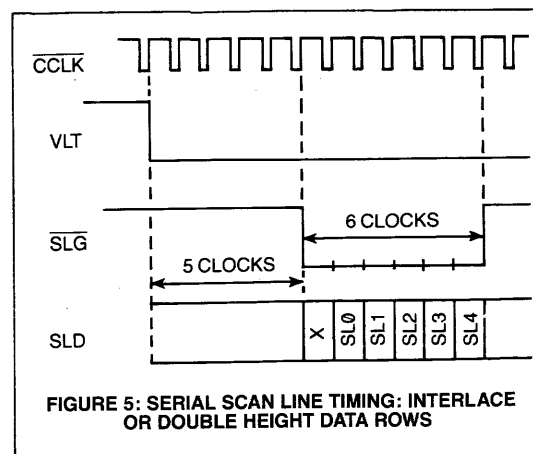 CCLK
VLT
SLG
6 CLOCKS
5 CLOCKS
SLD
X
SL0
SL1
SL2
SL3
SL4
FIGURE 5: SERIAL SCAN LINE TIMING: INTERLACE
OR DOUBLE HEIGHT DATA ROWS